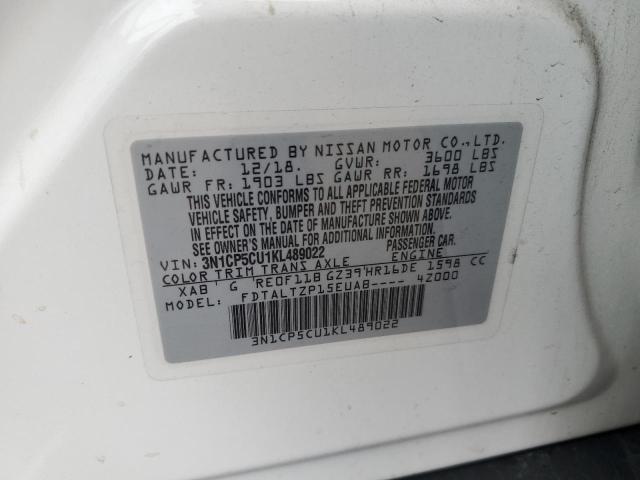 MANUFACTURED BY NISSAN MOTOR CO.,LTD.
DATE: 12/18. GVWR: 3600 LBS
GAWR FR: 1903 LBS GAWR RR: 1698 LBS
THIS VEHICLE CONFORMS TO ALL APPLICABLE FEDERAL MOTOR
VEHICLE SAFETY, BUMPER AND THEFT PREVENTION STANDARDS
IN EFFECT ON THE DATE OF MANUFACTURE SHOWN ABOVE.
SEE OWNER'S MANUAL FOR ADDITIONAL INFORMATION.
VIN: 3N1CP5CU1KL489022 PASSENGER CAR.
COLOR TRIM TRANS AXLE ENGINE
XAB G RE0F11B GZ39 HR16DE 1598 CC
MODEL: FDTALTZP15EUAB---- 4Z000
3N1CP5CU1KL489022